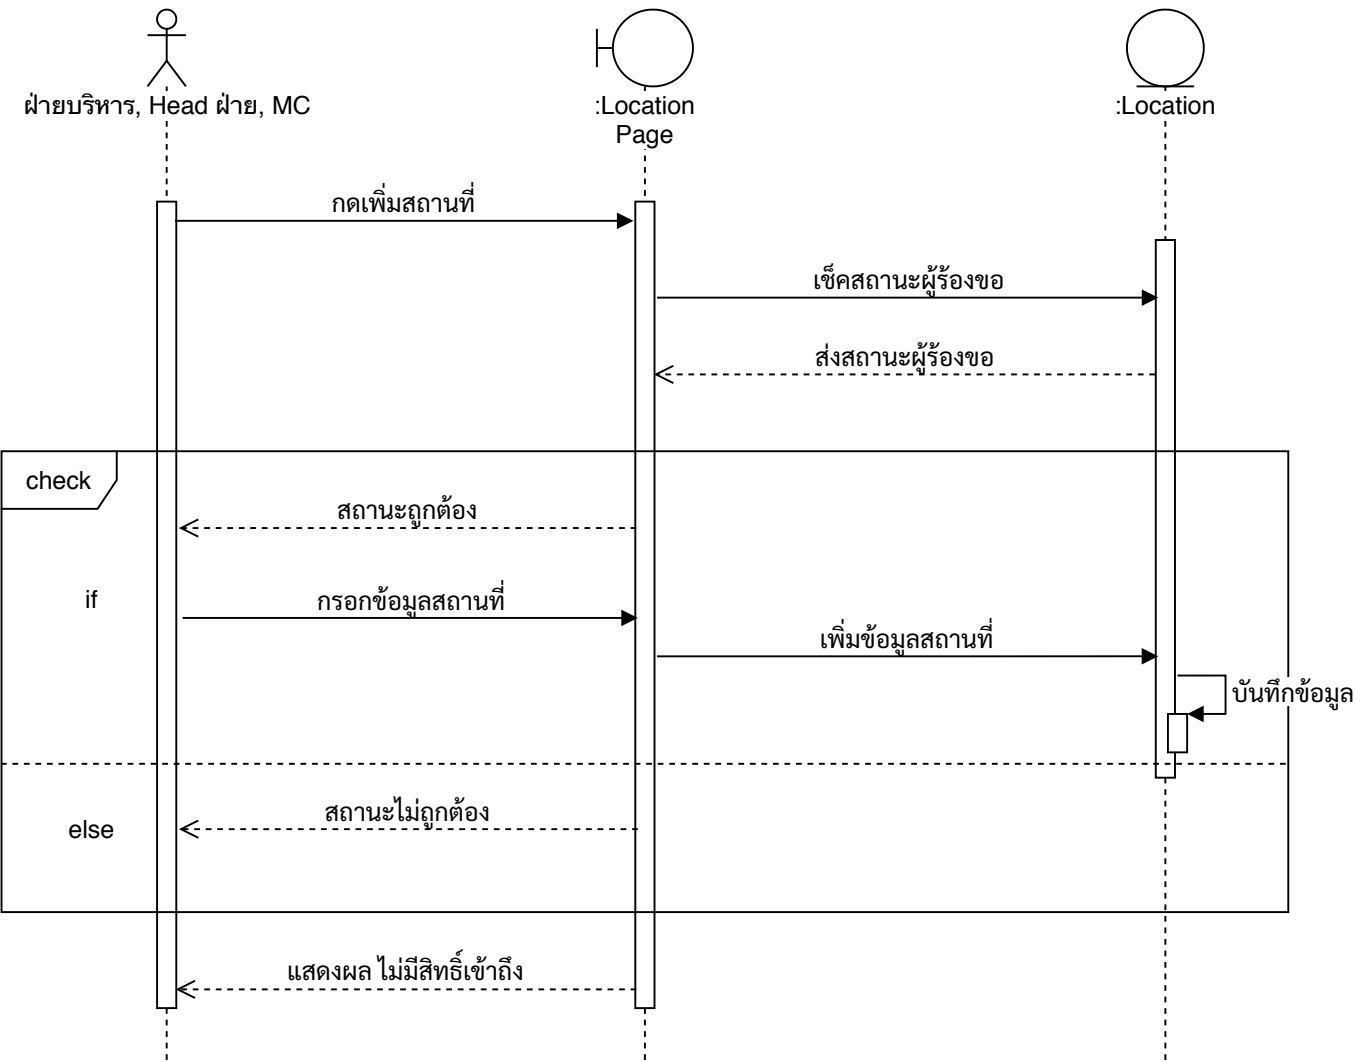 ฝ่ายบริหาร, Head ฝ่าย, MC
:Location
Page
:Location
กดเพิ่มสถานที่
เช็คสถานะผู้ร้องขอ
ส่งสถานะผู้ร้องขอ
check
สถานะถูกต้อง
if
กรอกข้อมูลสถานที่
เพิ่มข้อมูลสถานที่
บันทึกข้อมูล
สถานะไม่ถูกต้อง
else
แสดงผล ไม่มีสิทธิ์เข้าถึง